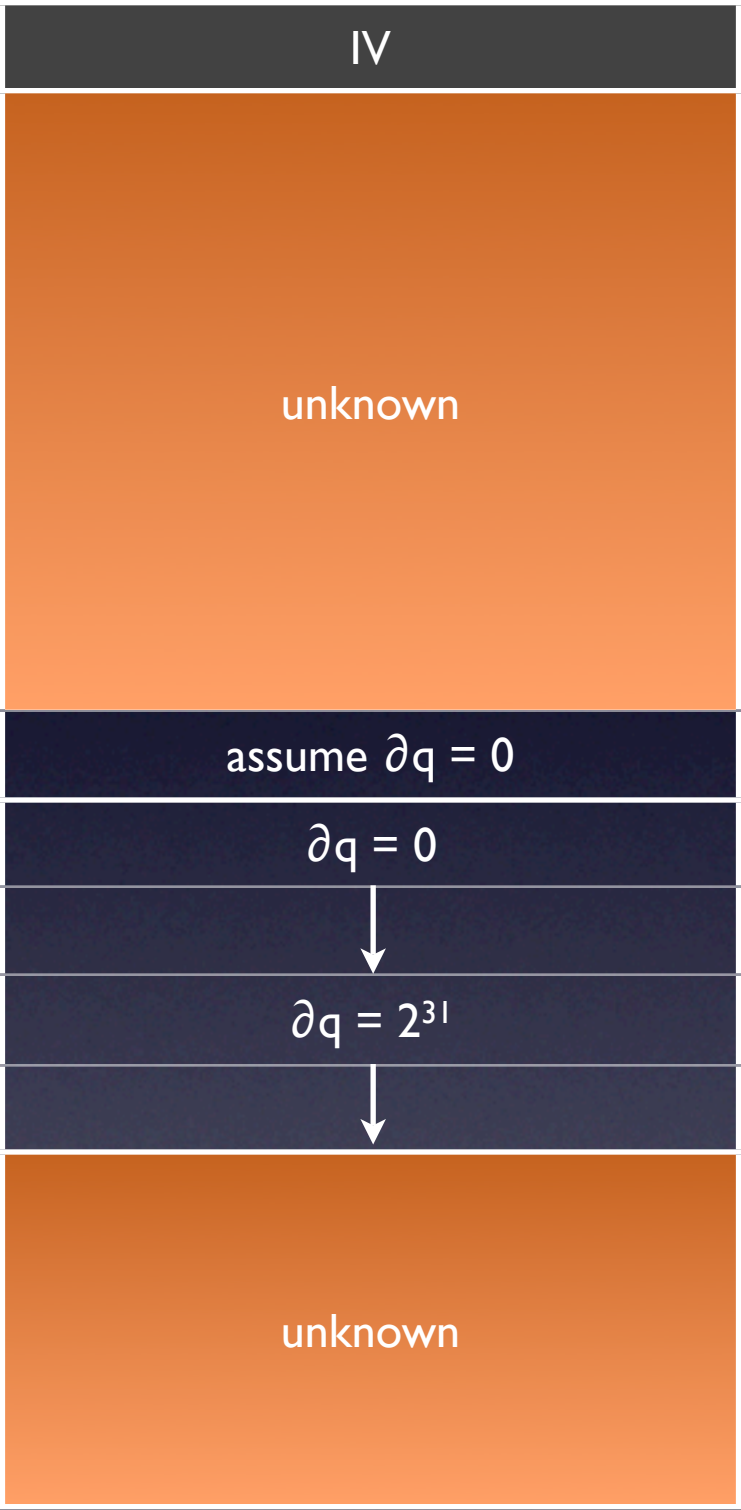 IV
unknown
assume ∂q = 0
∂q = 0
∂q = 2³¹
unknown